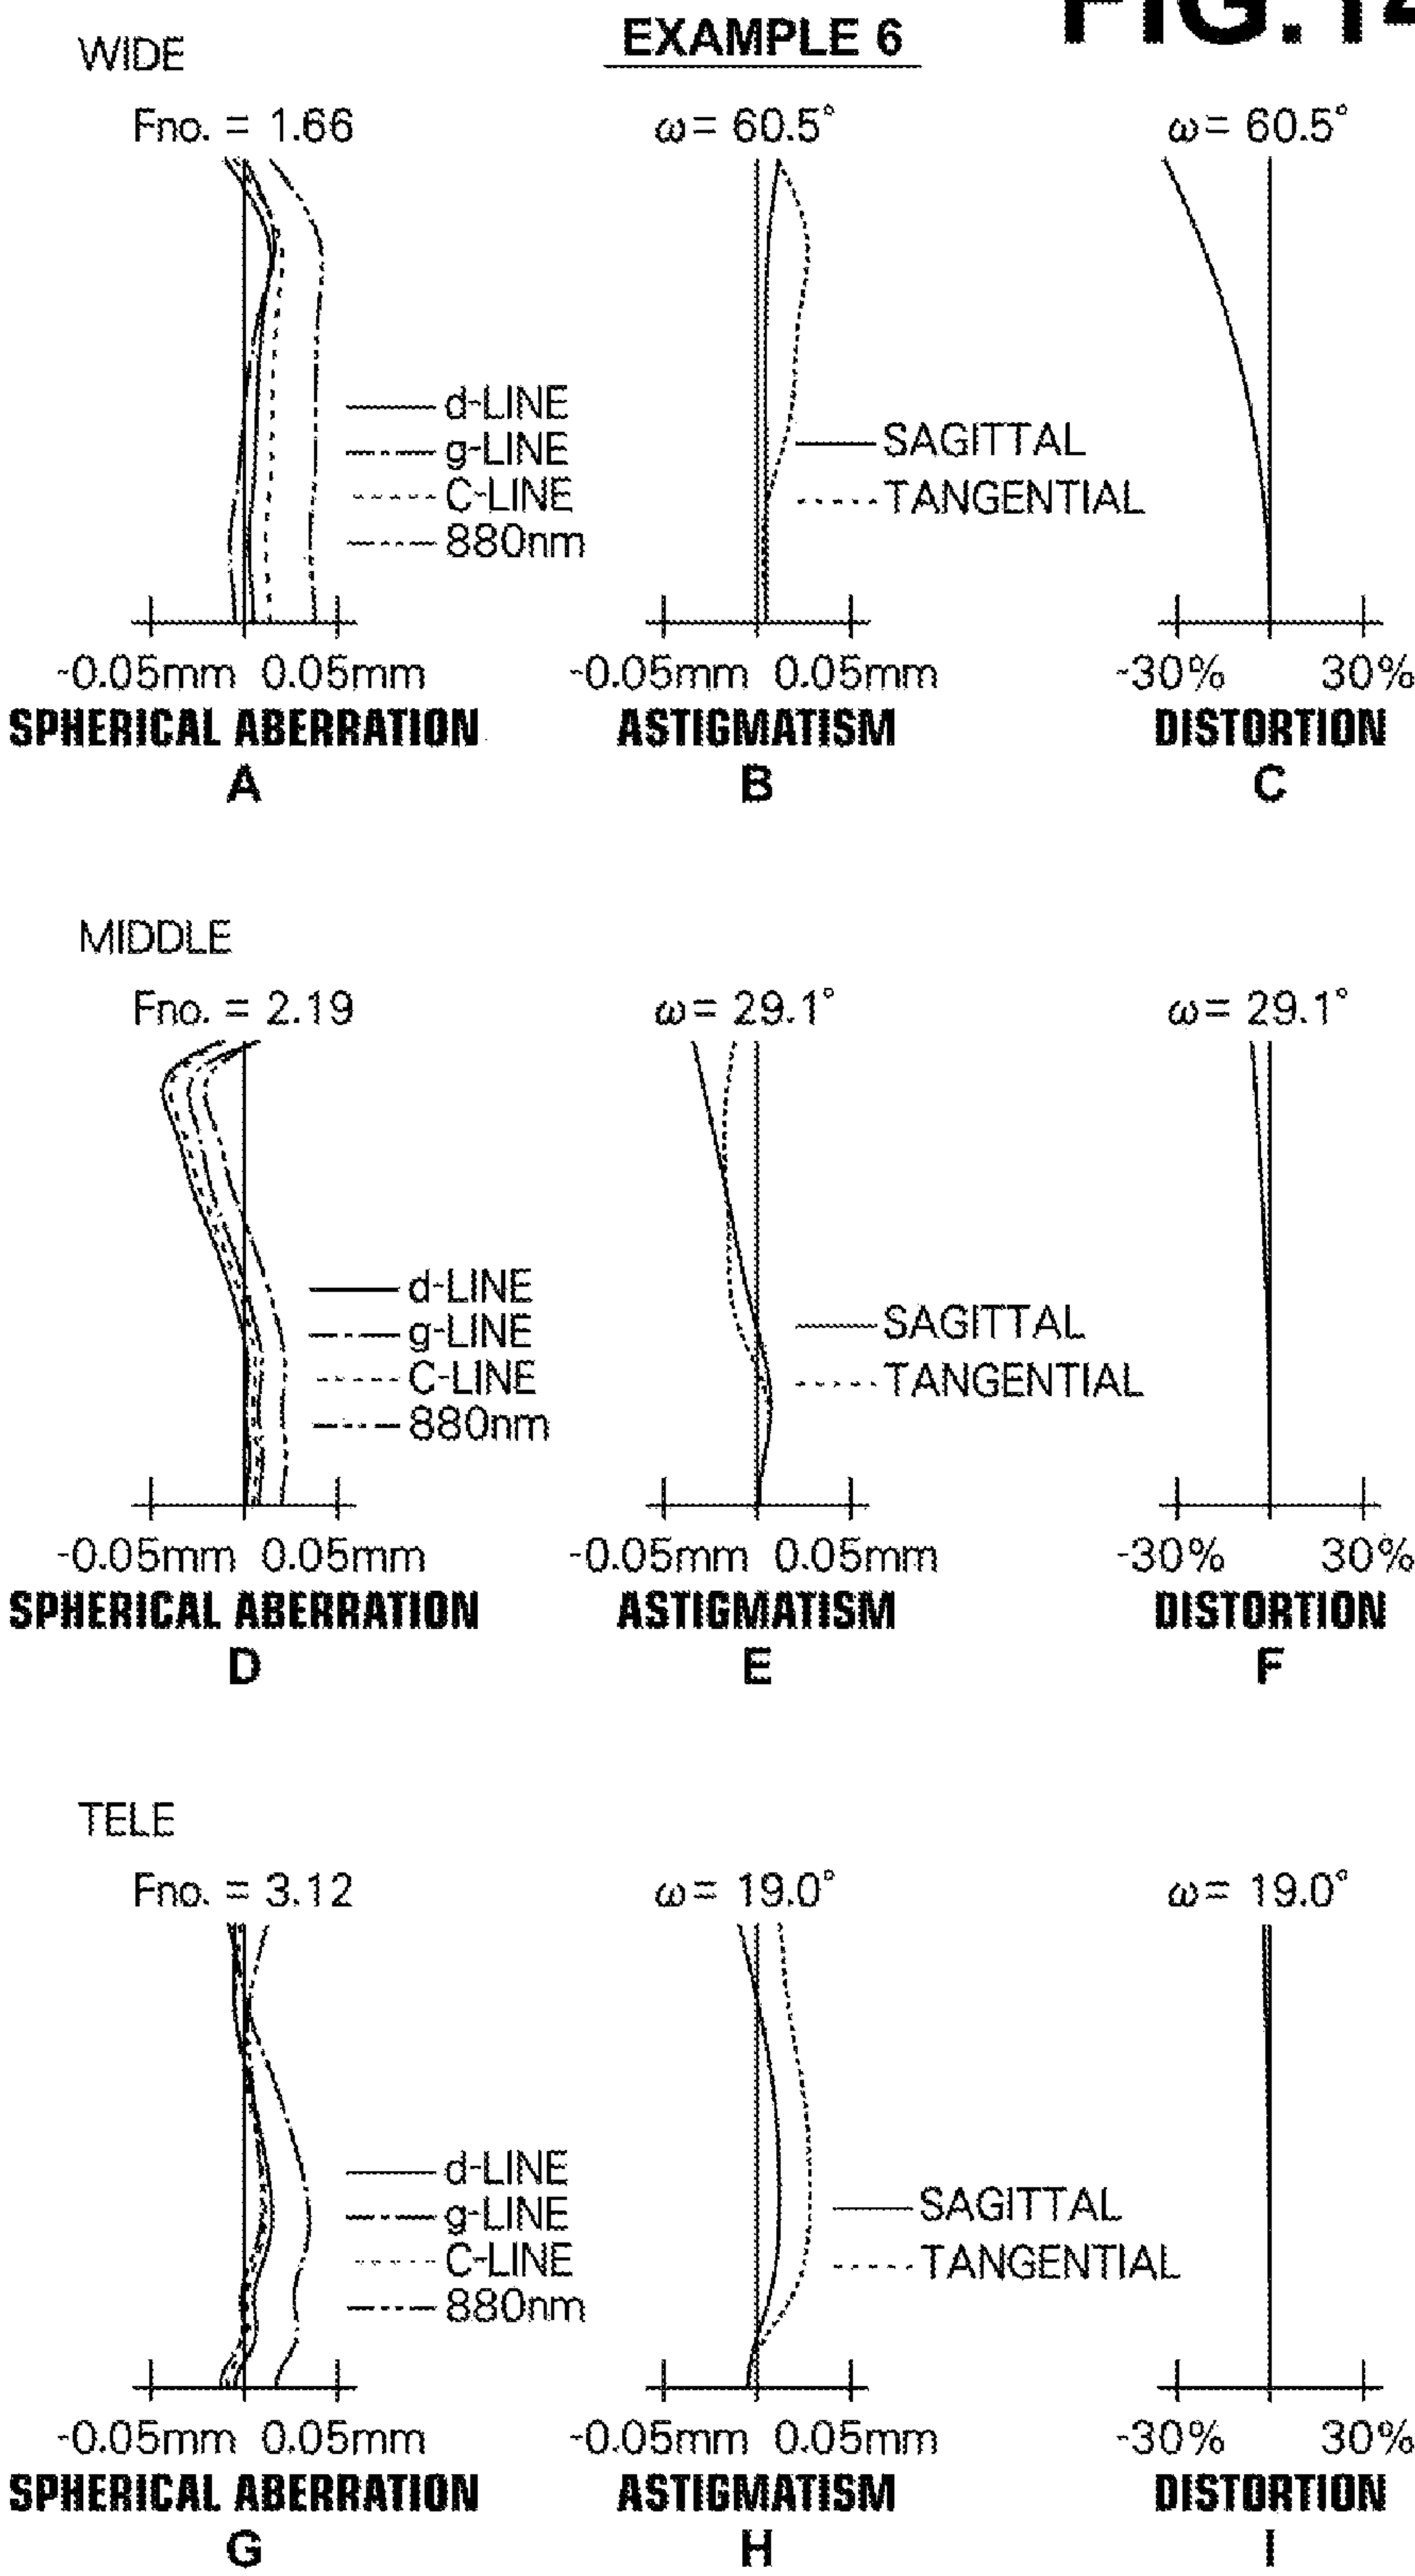 FIG.14
EXAMPLE 6
WIDE
Fno. = 1.66
ω= 60.5°
ω= 60.5°
d-LINE
g-LINE
C-LINE
880nm
SAGITTAL
TANGENTIAL
-0.05mm 0.05mm
-0.05mm 0.05mm
-30% 30%
SPHERICAL ABERRATION
ASTIGMATISM
DISTORTION
A
B
C
MIDDLE
Fno. = 2.19
ω= 29.1°
ω= 29.1°
d-LINE
g-LINE
C-LINE
880nm
SAGITTAL
TANGENTIAL
-0.05mm 0.05mm
-0.05mm 0.05mm
-30% 30%
SPHERICAL ABERRATION
ASTIGMATISM
DISTORTION
D
E
F
TELE
Fno. = 3.12
ω= 19.0°
ω= 19.0°
d-LINE
g-LINE
C-LINE
880nm
SAGITTAL
TANGENTIAL
-0.05mm 0.05mm
-0.05mm 0.05mm
-30% 30%
SPHERICAL ABERRATION
ASTIGMATISM
DISTORTION
G
H
I